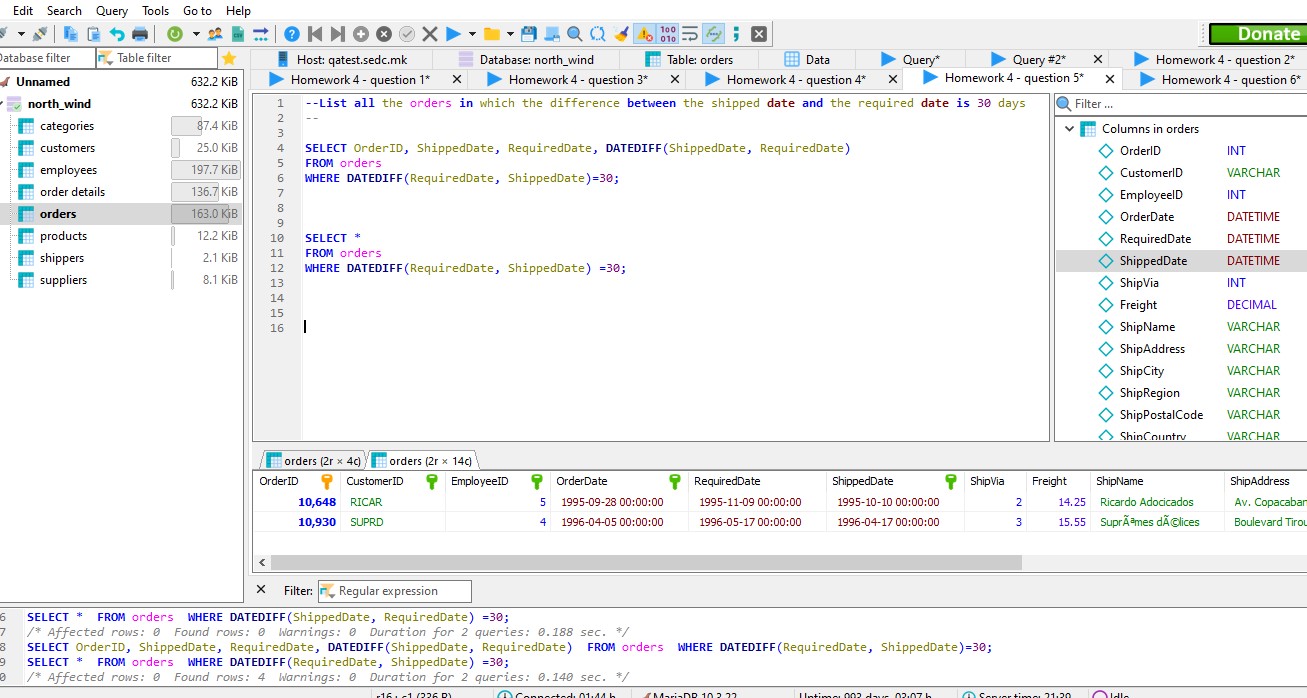 Edit Search Query Tools Go to Help
Donate
Database filter Table filter
Host: qatest.sedc.mk Database: north_wind Table: orders Data Query* Query #2* Homework 4 - question 2*
Homework 4 - question 1* Homework 4 - question 3* Homework 4 - question 4* Homework 4 - question 5* Homework 4 - question 6*
Unnamed 632.2 KiB
north_wind 632.2 KiB
categories 87.4 KiB
customers 25.0 KiB
employees 197.7 KiB
order details 136.7 KiB
orders 163.0 KiB
products 12.2 KiB
shippers 2.1 KiB
suppliers 8.1 KiB
1 --List all the orders in which the difference between the shipped date and the required date is 30 days
2 --
3
4 SELECT OrderID, ShippedDate, RequiredDate, DATEDIFF(ShippedDate, RequiredDate)
5 FROM orders
6 WHERE DATEDIFF(RequiredDate, ShippedDate)=30;
7
8
9
10 SELECT *
11 FROM orders
12 WHERE DATEDIFF(RequiredDate, ShippedDate) =30;
13
14
15
16
Filter ...
Columns in orders
OrderID INT
CustomerID VARCHAR
EmployeeID INT
OrderDate DATETIME
RequiredDate DATETIME
ShippedDate DATETIME
ShipVia INT
Freight DECIMAL
ShipName VARCHAR
ShipAddress VARCHAR
ShipCity VARCHAR
ShipRegion VARCHAR
ShipPostalCode VARCHAR
ShipCountry VARCHAR
orders (2r × 4c) orders (2r × 14c)
OrderID CustomerID EmployeeID OrderDate RequiredDate ShippedDate ShipVia Freight ShipName ShipAddress
10,648 RICAR 5 1995-09-28 00:00:00 1995-11-09 00:00:00 1995-10-10 00:00:00 2 14.25 Ricardo Adocicados Av. Copacaban
10,930 SUPRD 4 1996-04-05 00:00:00 1996-05-17 00:00:00 1996-04-17 00:00:00 3 15.55 SuprÃªmes dÃ©lices Boulevard Tirou
Filter: Regular expression
6 SELECT * FROM orders WHERE DATEDIFF(ShippedDate, RequiredDate) =30;
7 /* Affected rows: 0 Found rows: 0 Warnings: 0 Duration for 2 queries: 0.188 sec. */
8 SELECT OrderID, ShippedDate, RequiredDate, DATEDIFF(ShippedDate, RequiredDate) FROM orders WHERE DATEDIFF(RequiredDate, ShippedDate)=30;
9 SELECT * FROM orders WHERE DATEDIFF(RequiredDate, ShippedDate) =30;
0 /* Affected rows: 0 Found rows: 4 Warnings: 0 Duration for 2 queries: 0.140 sec. */
r16 : c1 (336 B) Connected: 01:44 h MariaDB 10.3.22 Uptime: 993 days, 03:07 h Server time: 21:39 Idle